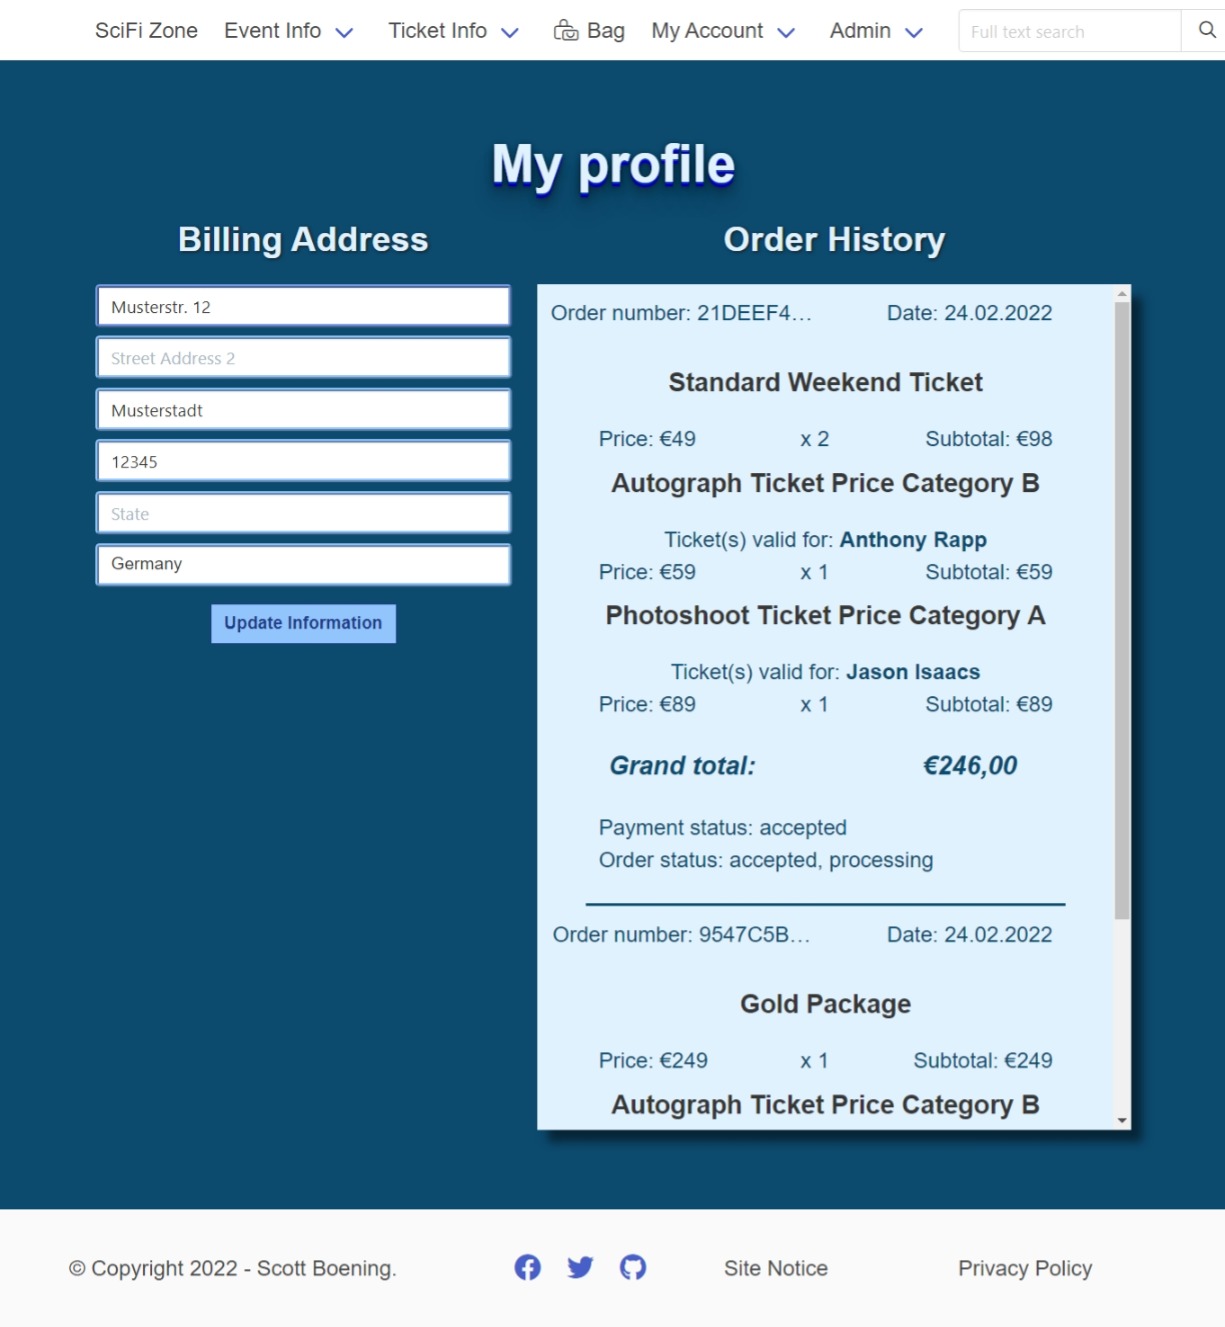 SciFi Zone Event Info Ticket Info Bag My Account Admin Full text search
My profile
Billing Address
Musterstr. 12
Street Address 2
Musterstadt
12345
State
Germany
Update Information
Order History
Order number: 21DEEF4... Date: 24.02.2022
Standard Weekend Ticket
Price: €49 x 2 Subtotal: €98
Autograph Ticket Price Category B
Ticket(s) valid for: Anthony Rapp
Price: €59 x 1 Subtotal: €59
Photoshoot Ticket Price Category A
Ticket(s) valid for: Jason Isaacs
Price: €89 x 1 Subtotal: €89
Grand total: €246,00
Payment status: accepted
Order status: accepted, processing
Order number: 9547C5B... Date: 24.02.2022
Gold Package
Price: €249 x 1 Subtotal: €249
Autograph Ticket Price Category B
© Copyright 2022 - Scott Boening. Site Notice Privacy Policy